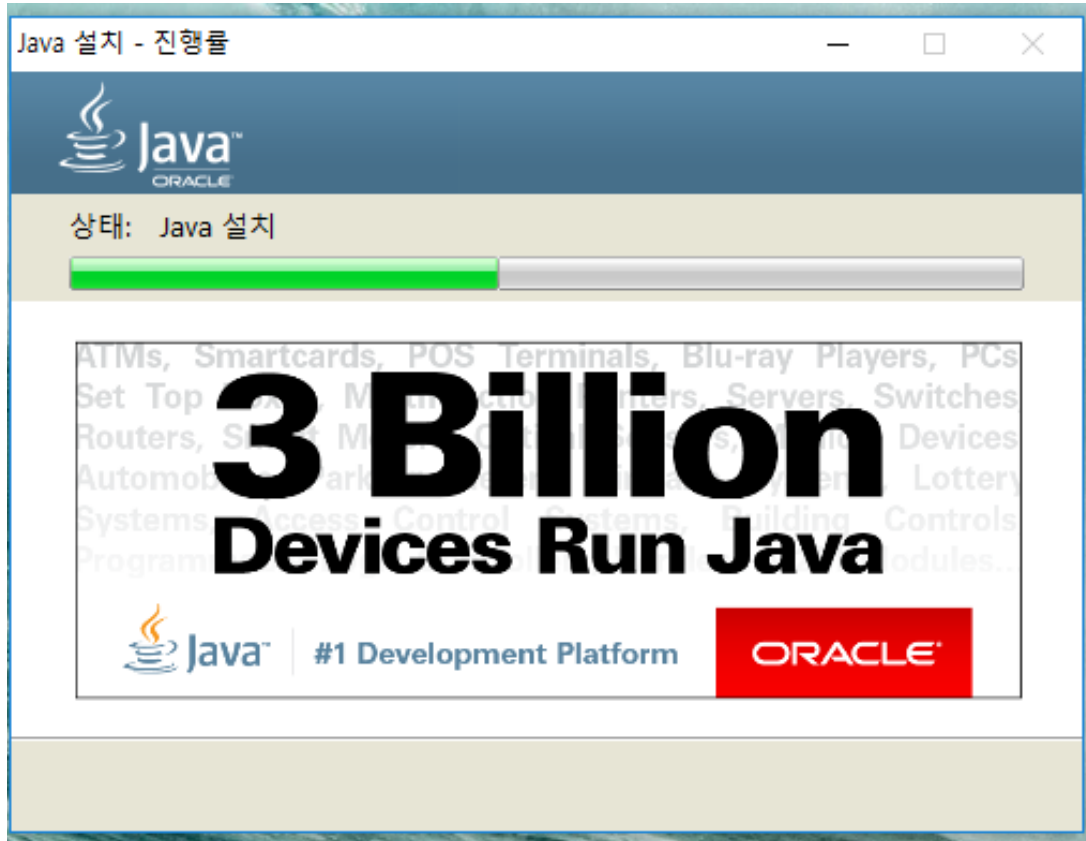 Java 설치 - 진행률
Java™
ORACLE
상태: Java 설치
ATMs, Smartcards, POS Terminals, Blu-ray Players, PCs
Set Top Servers, Switches
Routers, Devices
Lottery
Systems, Access Control Systems, Building Controls
3 Billion
Devices Run Java
Java™ #1 Development Platform ORACLE®